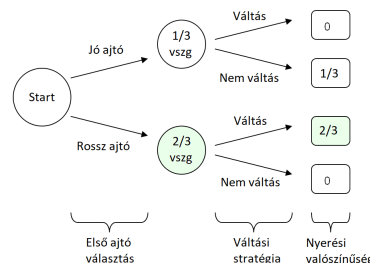 Start
Jó ajtó
Rossz ajtó
1/3
vszg
2/3
vszg
Váltás
Nem váltás
Váltás
Nem váltás
0
1/3
2/3
0
Első ajtó
választás
Váltási
stratégia
Nyerési
valószínűség